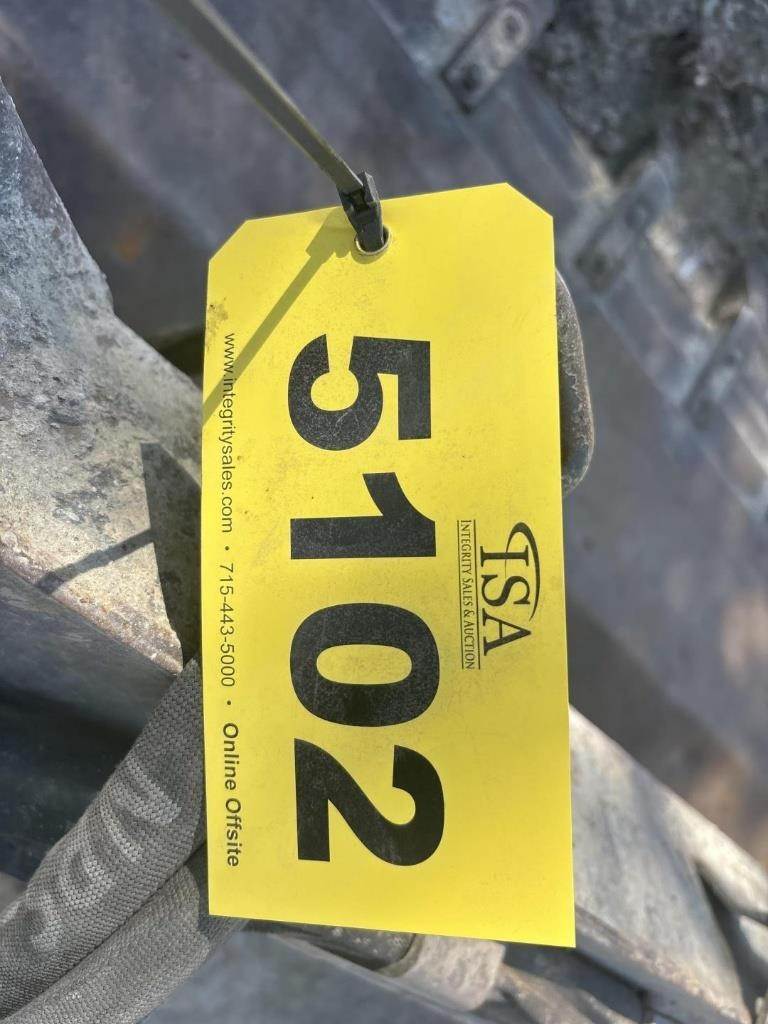 ISA
INTEGRITY SALES & AUCTION
5102
www.integritysales.com • 715-443-5000 • Online Offsite